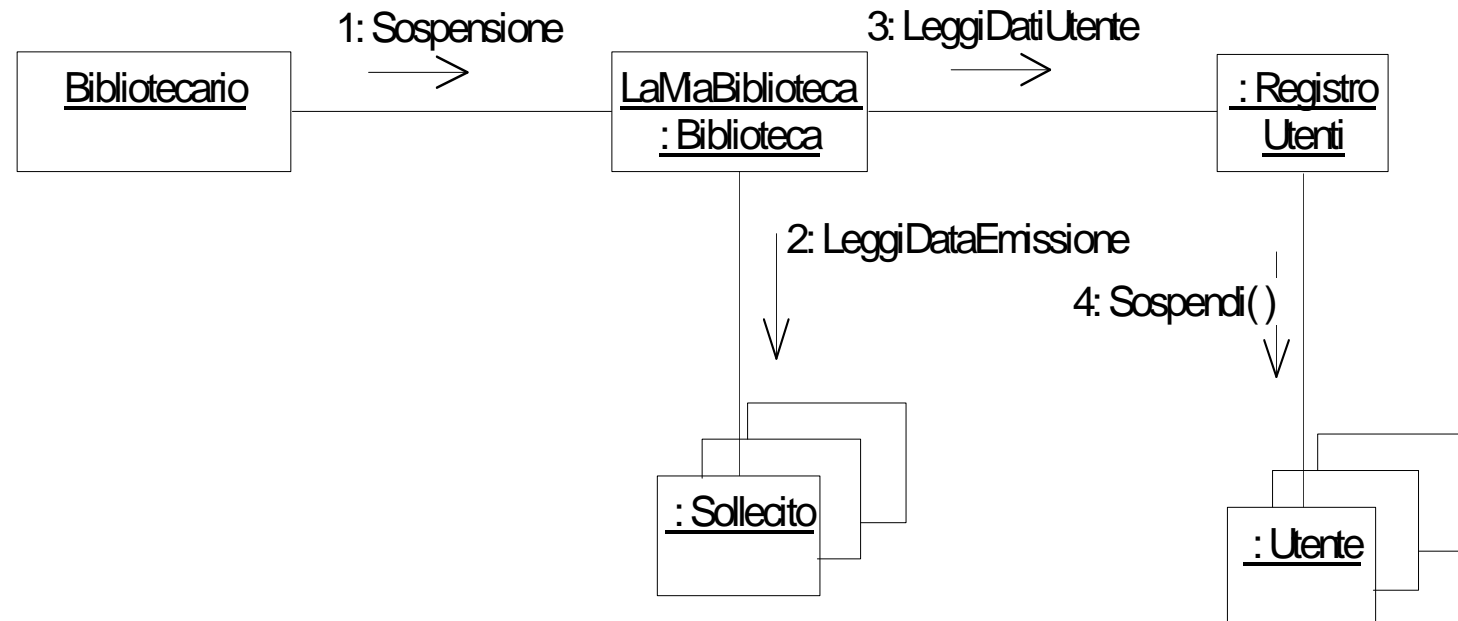 1: Sospensione
3: LeggiDatiUtente
Bibliotecario
LaMiaBiblioteca
: Biblioteca
: Registro
Utenti
2: LeggiDataEmissione
4: Sospendi( )
: Sollecito
: Utente